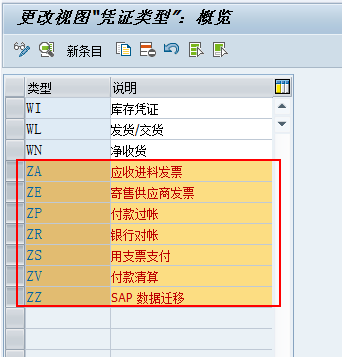 更改视图"凭证类型": 概览
新条目
类型 说明
WI 库存凭证
WL 发货/交货
WN 净收货
ZA 应收进料发票
ZE 寄售供应商发票
ZP 付款过帐
ZR 银行对帐
ZS 用支票支付
ZV 付款清算
ZZ SAP 数据迁移